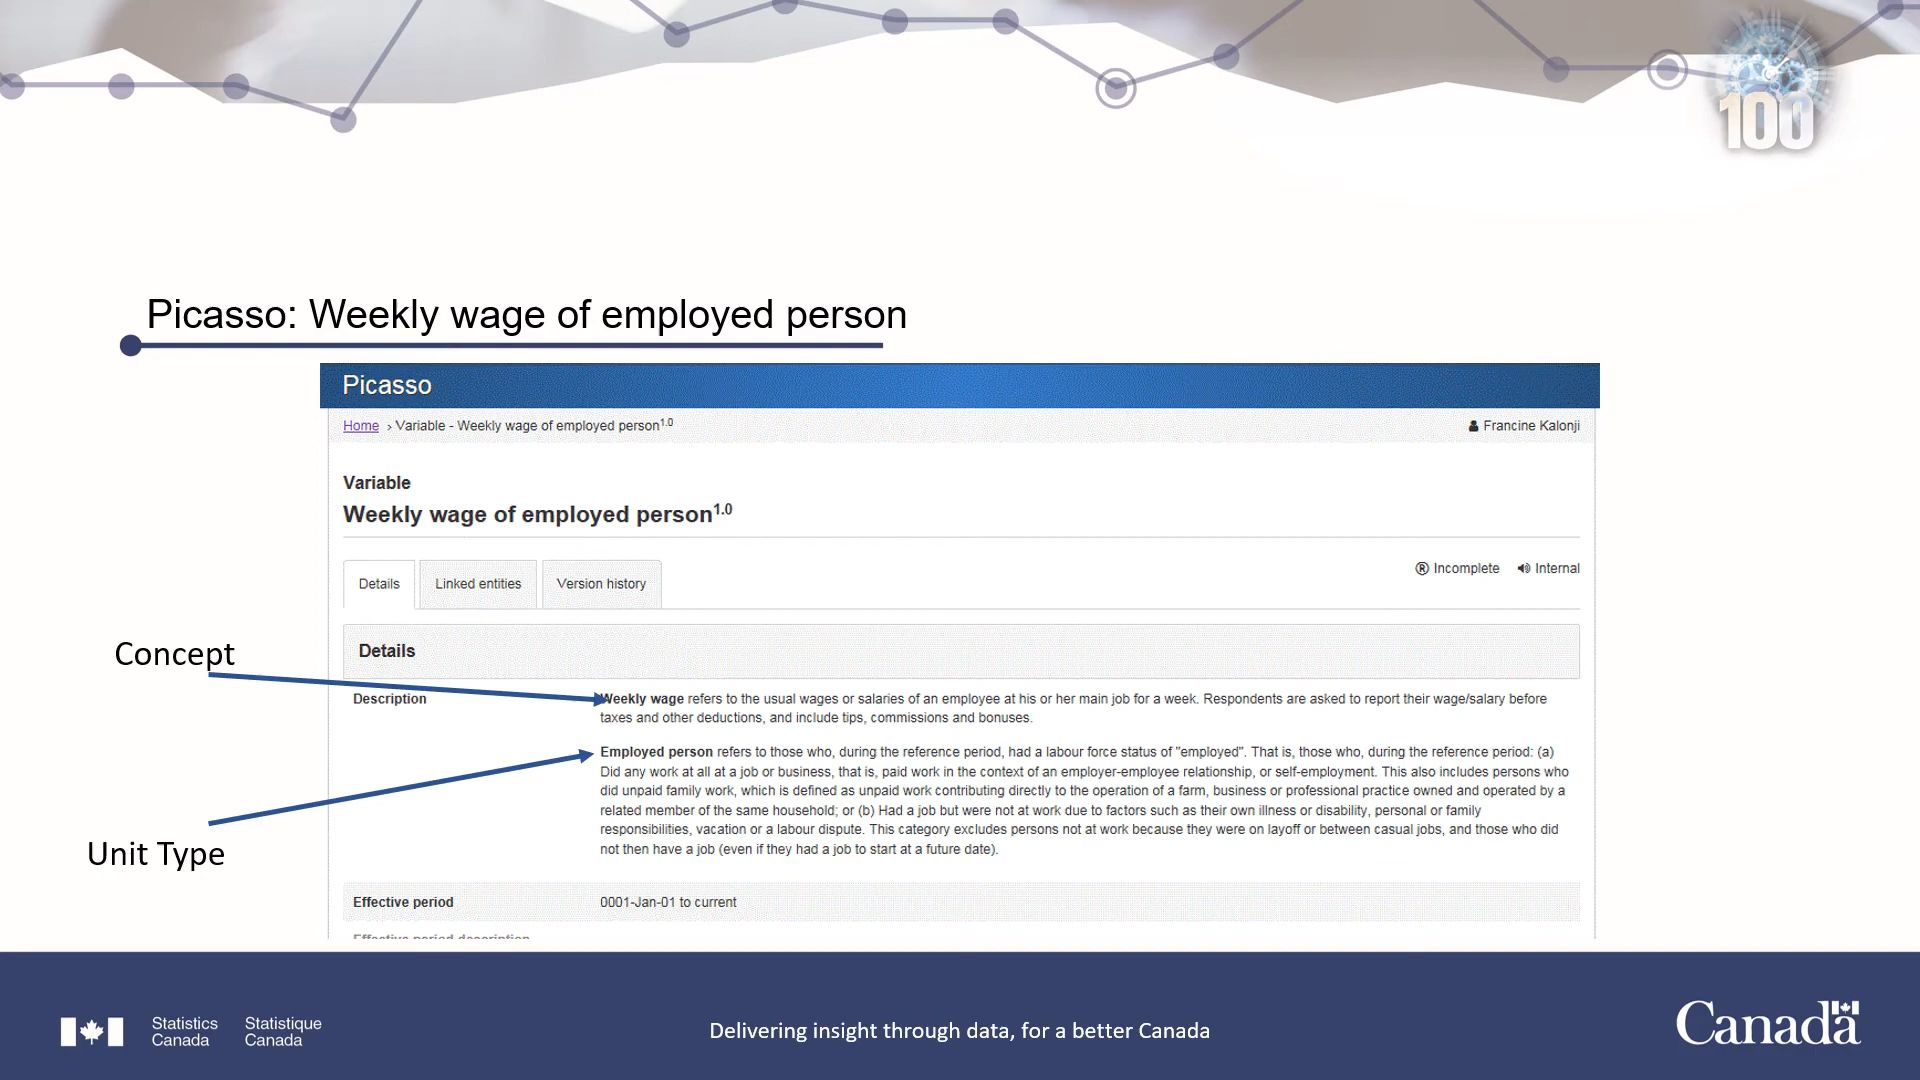 100
Picasso: Weekly wage of employed person
Picasso
Home › Variable - Weekly wage of employed person1.0
Francine Kalonji
Variable
Weekly wage of employed person1.0
Details
Linked entities
Version history
® Incomplete
Internal
Concept
Details
Description
Weekly wage refers to the usual wages or salaries of an employee at his or her main job for a week. Respondents are asked to report their wage/salary before
taxes and other deductions, and include tips, commissions and bonuses.
Employed person refers to those who, during the reference period, had a labour force status of "employed". That is, those who, during the reference period: (a)
Did any work at all at a job or business, that is, paid work in the context of an employer-employee relationship, or self-employment. This also includes persons who
did unpaid family work, which is defined as unpaid work contributing directly to the operation of a farm, business or professional practice owned and operated by a
related member of the same household; or (b) Had a job but were not at work due to factors such as their own illness or disability, personal or family
responsibilities, vacation or a labour dispute. This category excludes persons not at work because they were on layoff or between casual jobs, and those who did
not then have a job (even if they had a job to start at a future date).
Unit Type
Effective period
0001-Jan-01 to current
Effective period description
Statistics
Canada
Statistique
Canada
Delivering insight through data, for a better Canada
Canada